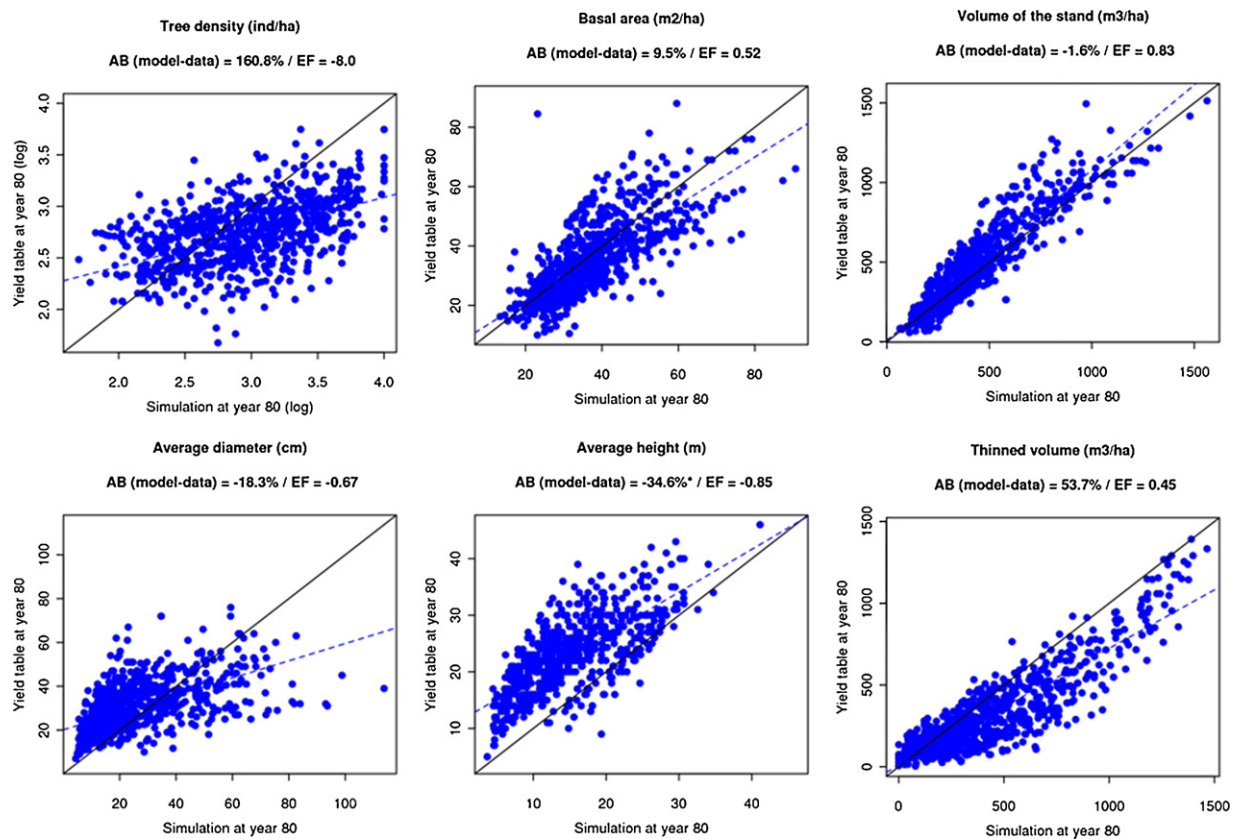 Tree density (ind/ha)
AB (model-data) = 160.8% / EF = -8.0
4.0
3.5
3.0
2.5
2.0
Yield table at year 80 (log)
2.0 2.5 3.0 3.5 4.0
Simulation at year 80 (log)
Basal area (m2/ha)
AB (model-data) = 9.5% / EF = 0.52
80
60
40
20
Yield table at year 80
20 40 60 80
Simulation at year 80
Volume of the stand (m3/ha)
AB (model-data) = -1.6% / EF = 0.83
1500
1000
500
0
Yield table at year 80
0 500 1000 1500
Simulation at year 80
Average diameter (cm)
AB (model-data) = -18.3% / EF = -0.67
100
80
60
40
20
Yield table at year 80
20 40 60 80 100
Simulation at year 80
Average height (m)
AB (model-data) = -34.6%* / EF = -0.85
40
30
20
10
Yield table at year 80
10 20 30 40
Simulation at year 80
Thinned volume (m3/ha)
AB (model-data) = 53.7% / EF = 0.45
1500
1000
500
0
Yield table at year 80
0 500 1000 1500
Simulation at year 80